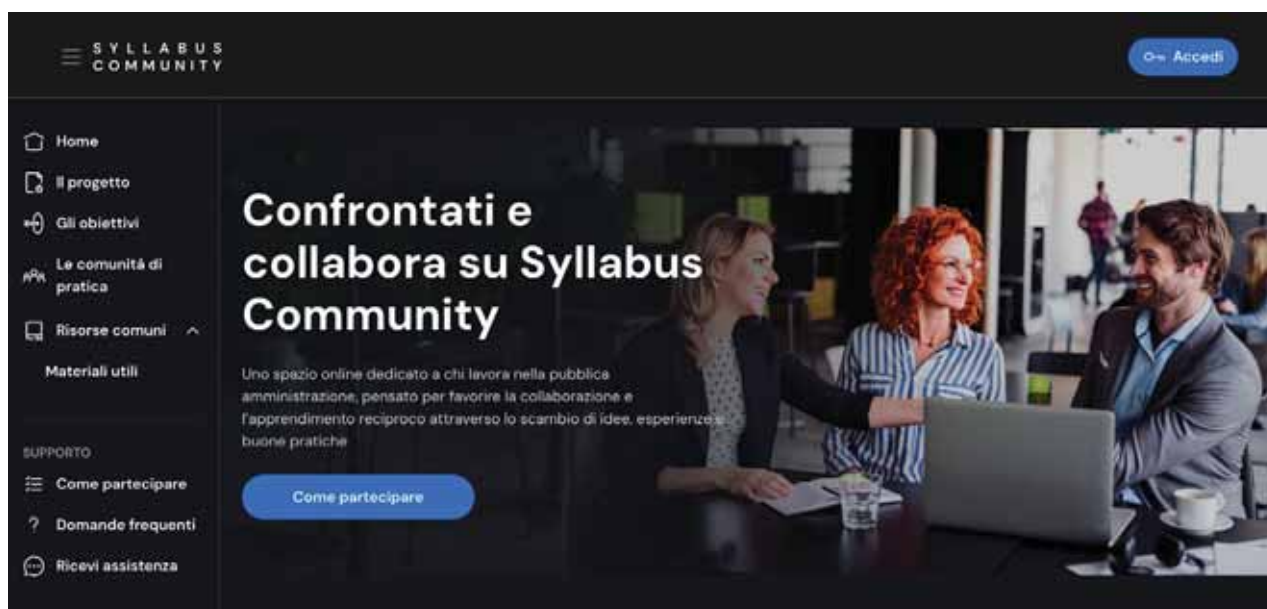 SYLLABUS
COMMUNITY
Accedi
Home
Il progetto
Gli obiettivi
Le comunità di
pratica
Risorse comuni
Materiali utili
SUPPORTO
Come partecipare
Domande frequenti
Ricevi assistenza
Confrontati e
collabora su Syllabus
Community
Uno spazio online dedicato a chi lavora nella pubblica
amministrazione, pensato per favorire la collaborazione e
l'apprendimento reciproco attraverso lo scambio di idee, esperienze e
buone pratiche
Come partecipare